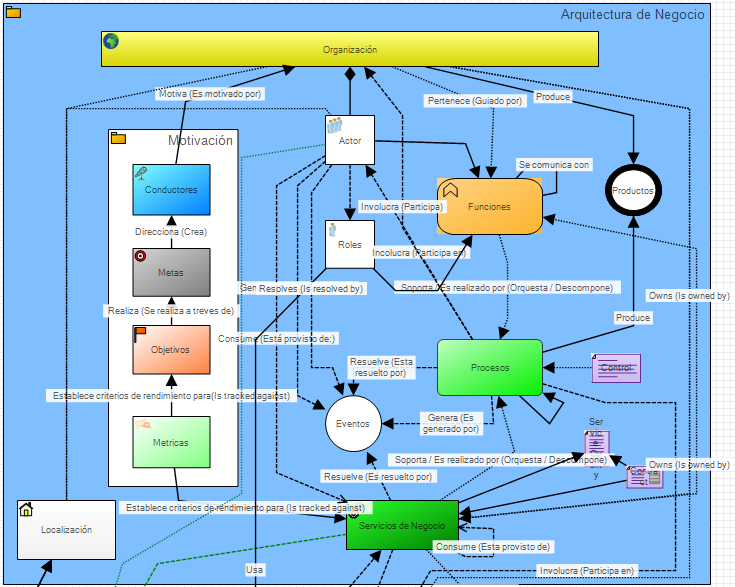 Arquitectura de Negocio
Organización
Motiva (Es motivado por)
Pertenece (Guiado por)
Produce
Motivación
Actor
Se comunica con
Conductores
Funciones
Productos
Involucra (Participa)
Direcciona (Crea)
Roles
Incolucra (Participa en)
Metas
Resolves (Is resolved by)
Soporta / Es realizado por (Orquesta / Descompone)
Owns (Is owned by)
Realiza (Se realiza a treves de)
Produce
Consume (Está provisto de:)
Objetivos
Resuelve (Esta
resuelto por)
Procesos
Control
Establece criterios de rendimiento para(Is tracked against)
Eventos
Genera (Es
generado por)
Metricas
Soporta / Es realizado por (Orquesta / Descompone)
Owns (Is owned by)
Resuelve (Es resuelto por)
Establece criterios de rendimiento para (Is tracked against)
Localización
Servicios de Negocio
Consume (Esta provisto de)
Usa
Involucra (Participa en)